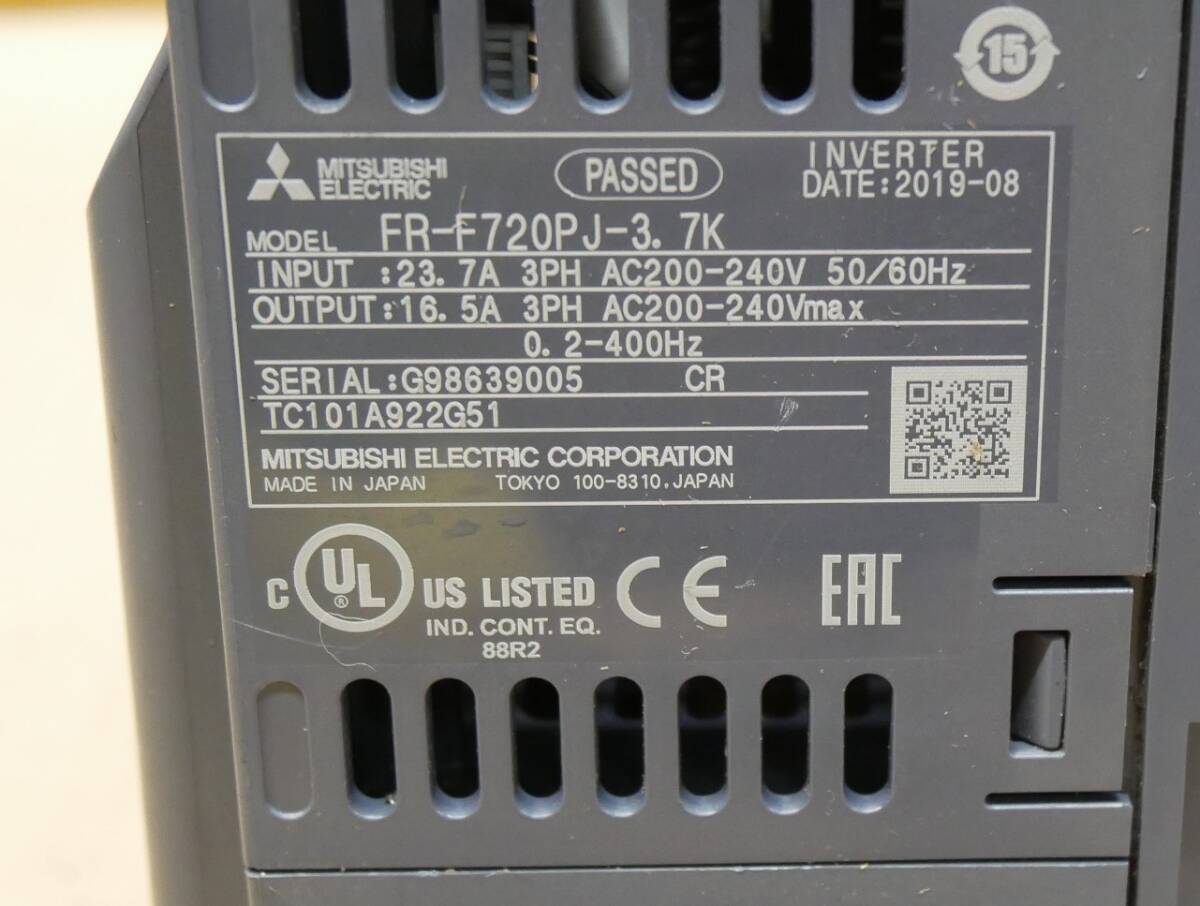 15
MITSUBISHI
ELECTRIC
PASSED
INVERTER
DATE:2019-08
MODEL FR-F720PJ-3.7K
INPUT :23.7A 3PH AC200-240V 50/60Hz
OUTPUT:16.5A 3PH AC200-240Vmax
0.2-400Hz
SERIAL:G98639005 CR
TC101A922G51
MITSUBISHI ELECTRIC CORPORATION
MADE IN JAPAN TOKYO 100-8310,JAPAN
C UL ® US LISTED CE EAC
IND. CONT. EQ.
88R2